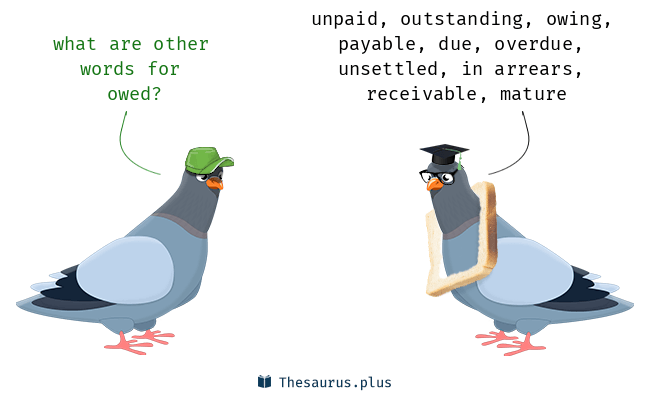 what are other
words for
owed?
unpaid, outstanding, owing,
payable, due, overdue,
unsettled, in arrears,
receivable, mature
Thesaurus.plus